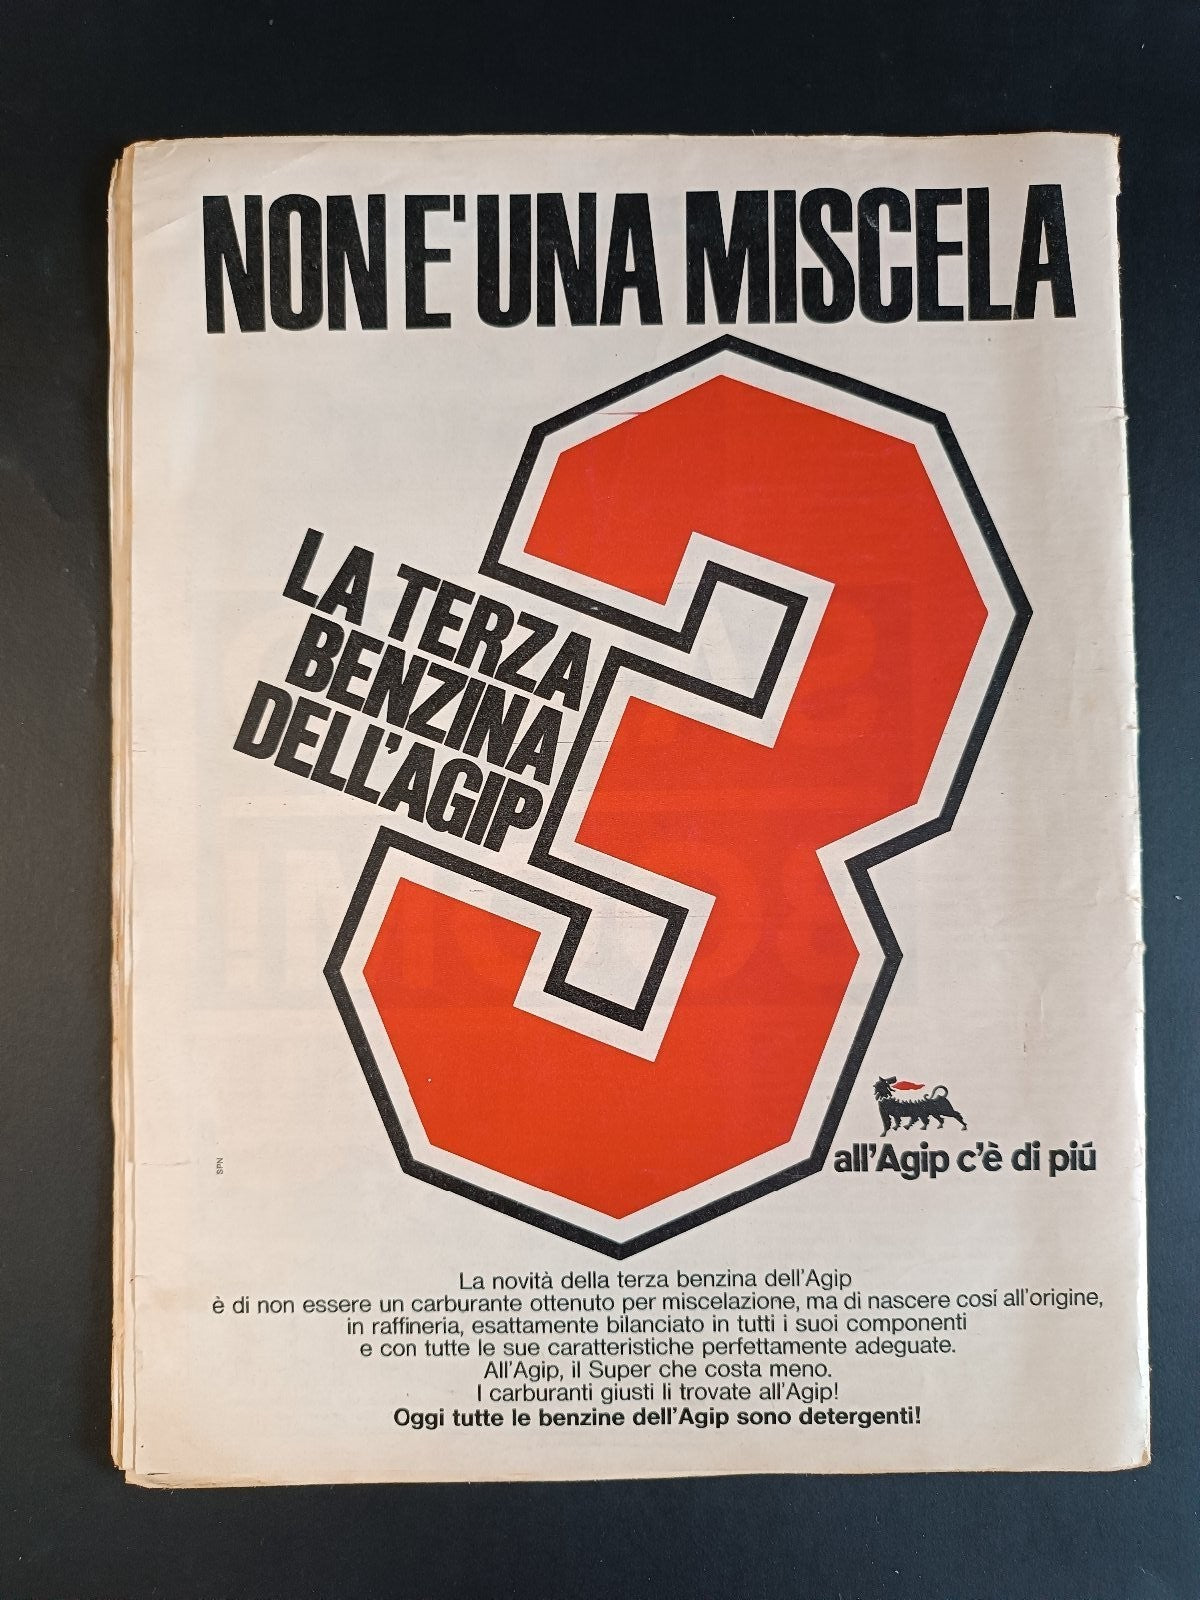 NON E' UNA MISCELA
3
LA TERZA
BENZINA
DELL'AGIP
all'Agip c'è di piú
SPN
La novità della terza benzina dell'Agip
è di non essere un carburante ottenuto per miscelazione, ma di nascere cosí all'origine,
in raffineria, esattamente bilanciato in tutti i suoi componenti
e con tutte le sue caratteristiche perfettamente adeguate.
All'Agip, il Super che costa meno.
I carburanti giusti li trovate all'Agip!
Oggi tutte le benzine dell'Agip sono detergenti!